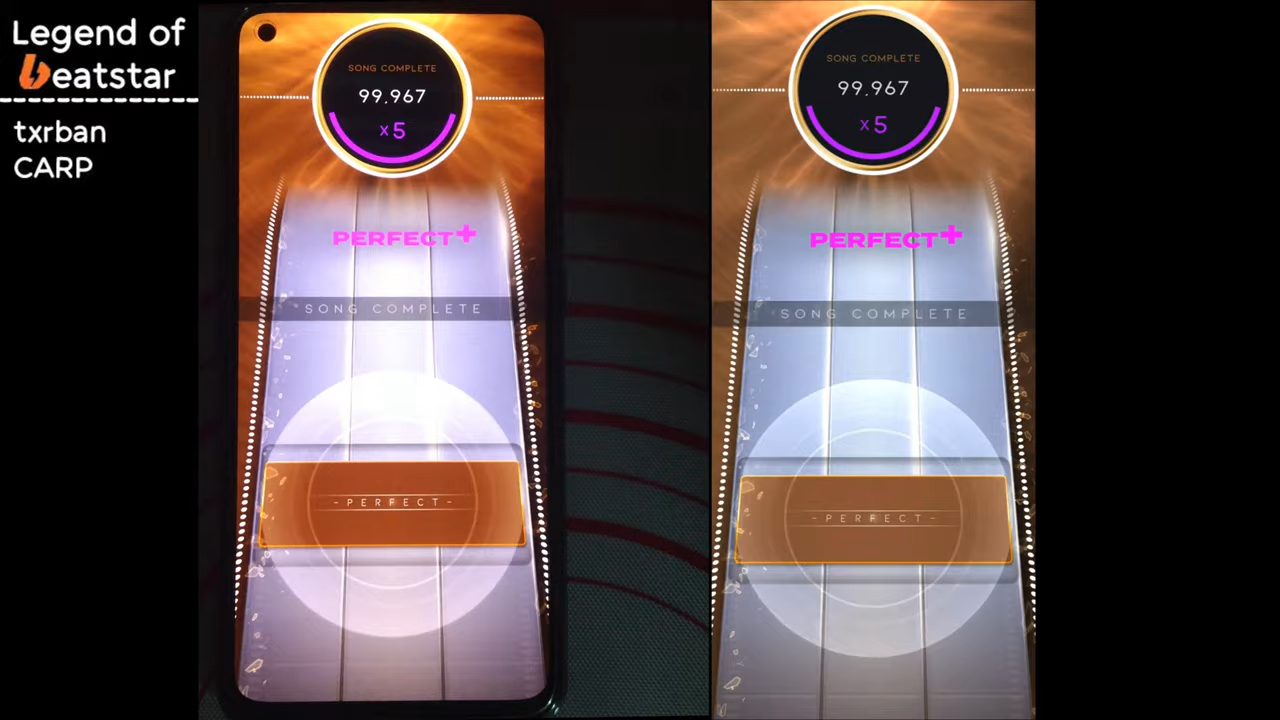 Legend of
beatstar
txrban
CARP
SONG COMPLETE
99.967
x5
PERFECT+
SONG COMPLETE
-PERFECT-
SONG COMPLETE
99.967
x5
PERFECT+
SONG COMPLETE
-PERFECT-